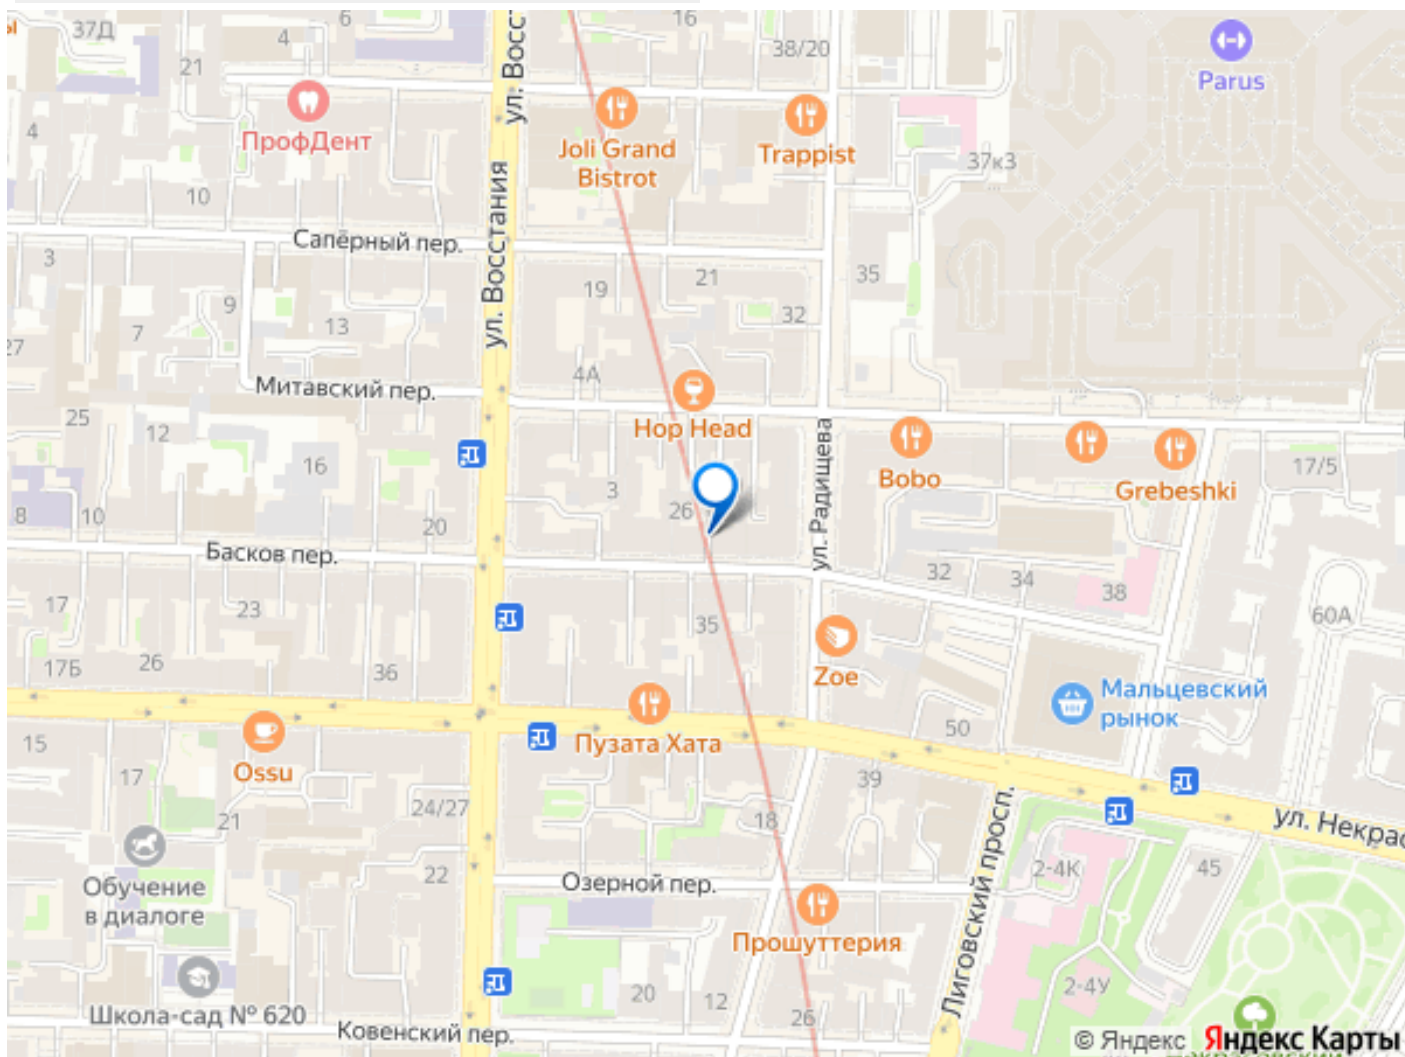 37Д
4
6
16
38/20
Parus
21
ул. Восст
ПрофДент
Joli Grand
Bistrot
Trappist
4
37к3
10
ул. Восстания
Сапёрный пер.
3
19
21
35
9
13
32
7
27
4А
Митавский пер.
Hop Head
ул. Радищева
25
12
16
Bobo
Grebeshki
17/5
3
26
8
10
20
Басков пер.
32
34
38
17
23
35
60А
15
17Б
26
36
Zoe
Мальцевский
рынок
50
15
Ossu
Пузата Хата
17
39
24/27
21
18
ул. Некрас
Лиговский просп.
22
Озерной пер.
2-4К
45
Обучение
в диалоге
Прошуттерия
20
12
26
2-4У
Школа-сад № 620
Ковенский пер.
© Яндекс Яндекс Карты